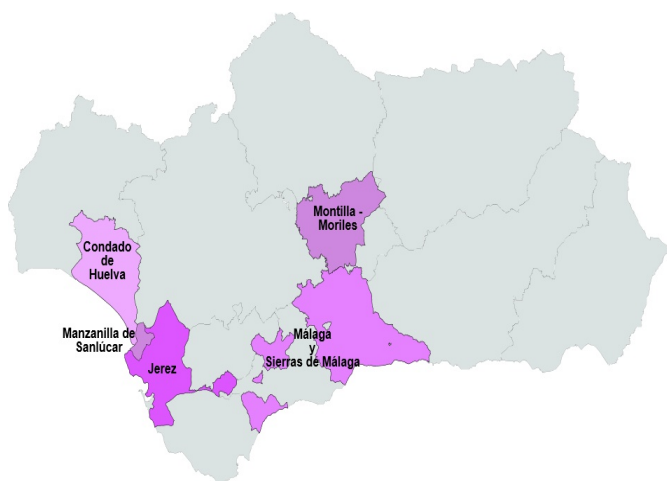 Montilla -
Moriles
Condado
de
Huelva
Manzanilla de
Sanlúcar
Jerez
Málaga
y
Sierras de Málaga